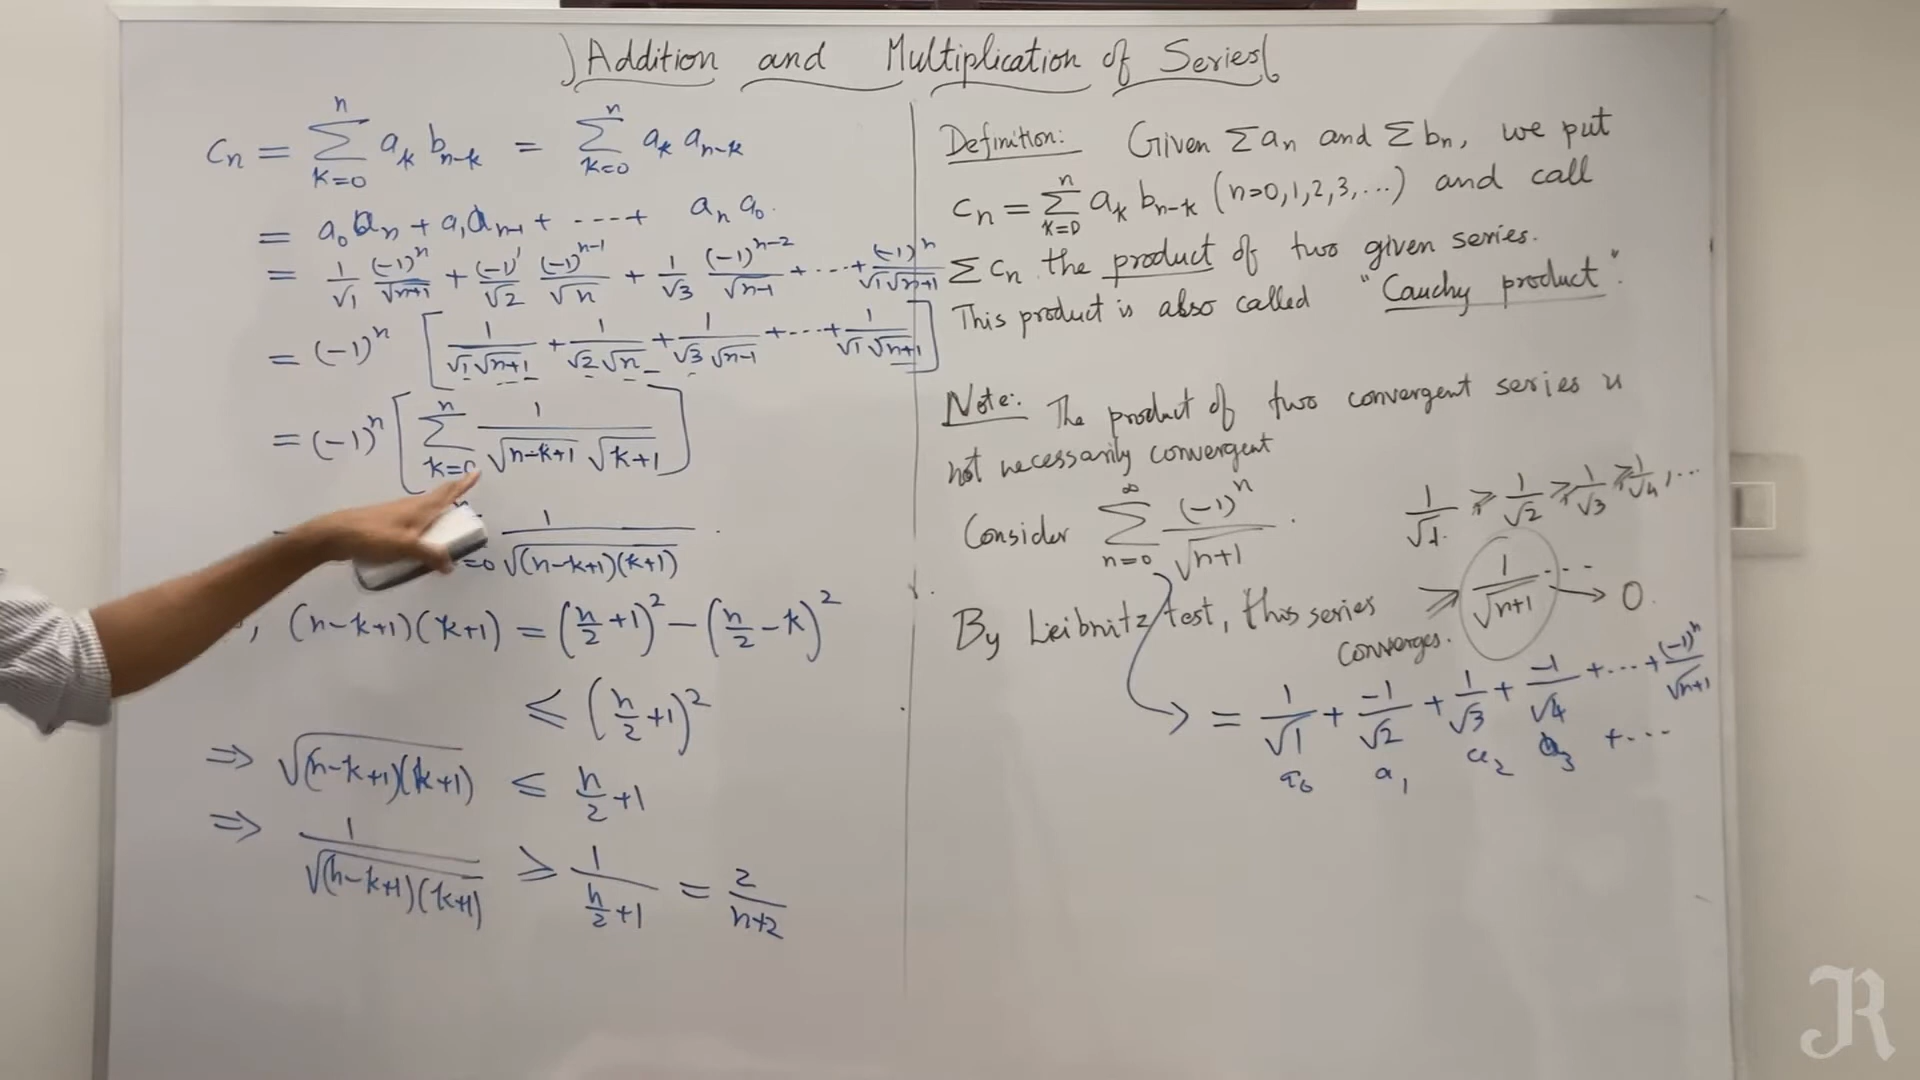 Addition and Multiplication of Series
Cn = Σ_{k=0}^{n} a_k b_{n-k} = Σ_{k=0}^{n} a_k a_{n-k}
= a_0 a_n + a_1 a_{n-1} + ---- + a_n a_0.
= 1/√1 (-1)^n/√(n+1) + (-1)^1/√2 (-1)^{n-1}/√n + 1/√3 (-1)^{n-2}/√(n-1) + ... + (-1)^n/(√1 √(n+1))
= (-1)^n [1/(√1 √(n+1)) + 1/(√2 √n) + 1/(√3 √(n-1)) + ---- + 1/(√1 √(n+1))]
= (-1)^n [Σ_{k=0}^{n} 1/(√(n-k+1) √(k+1))]
=0 1/√((n-k+1)(k+1)) .
, (n-k+1)(k+1) = (n/2 + 1)^2 - (n/2 - k)^2
≤ (n/2 + 1)^2
⇒ √((n-k+1)(k+1)) ≤ n/2 + 1
⇒ 1/√((n-k+1)(k+1)) ≥ 1/(n/2 + 1) = 2/(n+2)
Definition: Given Σ a_n and Σ b_n, we put
C_n = Σ_{k=0}^{n} a_k b_{n-k} (n=0,1,2,3,...) and call
Σ C_n the product of two given series.
This product is also called "Cauchy product".
Note: The product of two convergent series is
not necessarily convergent
Consider Σ_{n=0}^{∞} (-1)^n/√(n+1) .
1/√1 ≥ 1/√2 ≥ 1/√3 ≥ 1/√4, ...
≥ 1/√(n+1) ---- → 0.
By Leibnitz test, this series
converges.
→ = 1/√1 + -1/√2 + 1/√3 + -1/√4 + ... + (-1)^n/√(n+1)
+ ...
a_0 a_1 a_2 a_3
R